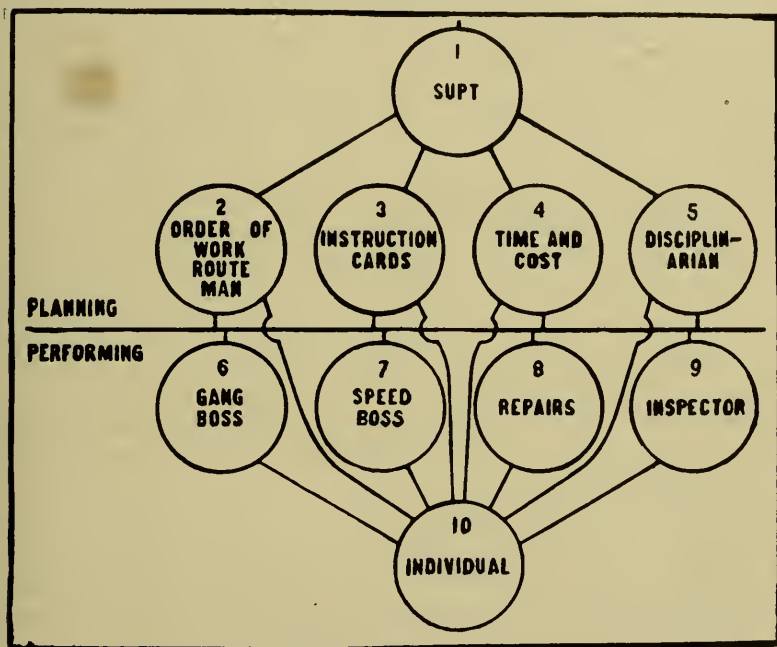 1
SUPT
2
ORDER OF
WORK
ROUTE
MAN
3
INSTRUCTION
CARDS
4
TIME AND
COST
5
DISCIPLIN-
ARIAN
PLANNING
PERFORMING
6
GANG
BOSS
7
SPEED
BOSS
8
REPAIRS
9
INSPECTOR
10
INDIVIDUAL